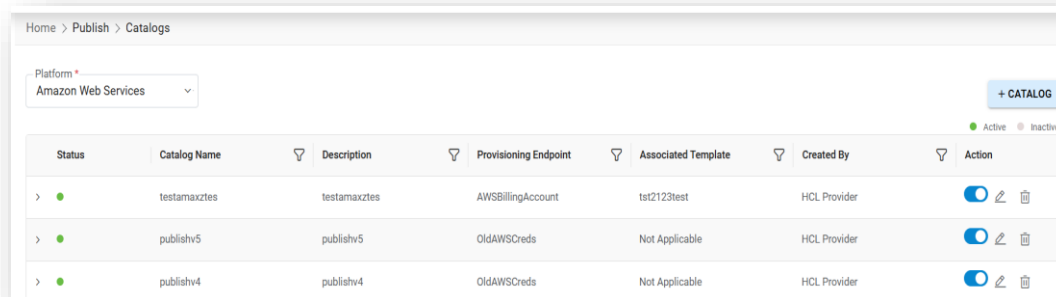 Home > Publish > Catalogs
Platform *
Amazon Web Services
+ CATALOG
Active Inactive
Status Catalog Name Description Provisioning Endpoint Associated Template Created By Action
testamaxztes testamaxztes AWSBillingAccount tst2123test HCL Provider
publishv5 publishv5 OldAWSCreds Not Applicable HCL Provider
publishv4 publishv4 OldAWSCreds Not Applicable HCL Provider